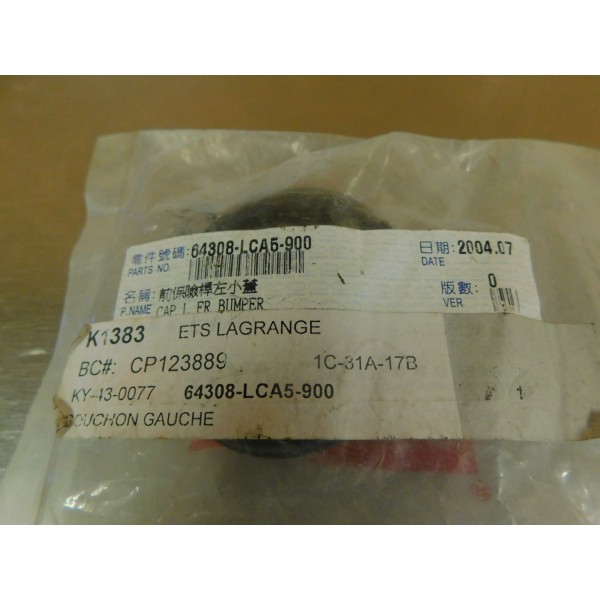 零件號碼: 64308-LCA5-900 日期: 2004.07
PARTS NO. DATE
名稱: 前保險桿左小蓋 版數: 0
P.NAME CAP L FR BUMPER VER
K1383 ETS LAGRANGE
BC#: CP123889 1C-31A-17B
KY-43-0077 64308-LCA5-900 1
BOUCHON GAUCHE